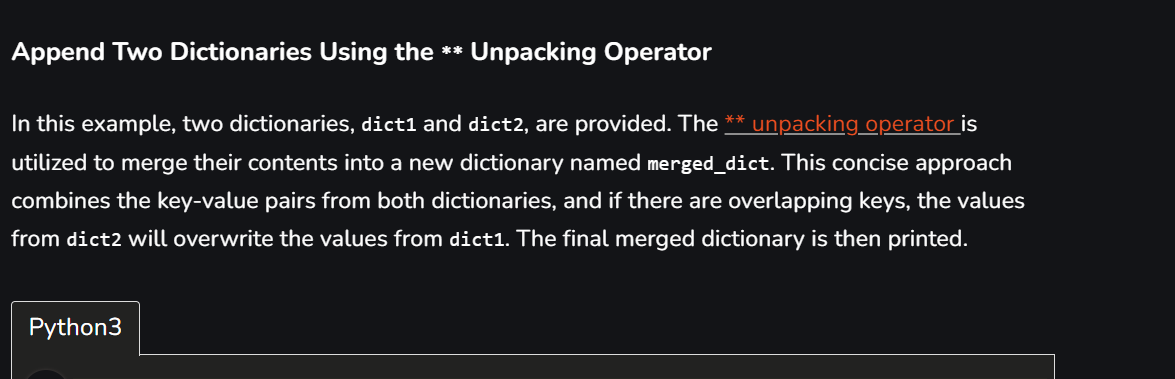 Append Two Dictionaries Using the ** Unpacking Operator
In this example, two dictionaries, dict1 and dict2, are provided. The ** unpacking operator is
utilized to merge their contents into a new dictionary named merged_dict. This concise approach
combines the key-value pairs from both dictionaries, and if there are overlapping keys, the values
from dict2 will overwrite the values from dict1. The final merged dictionary is then printed.
Python3